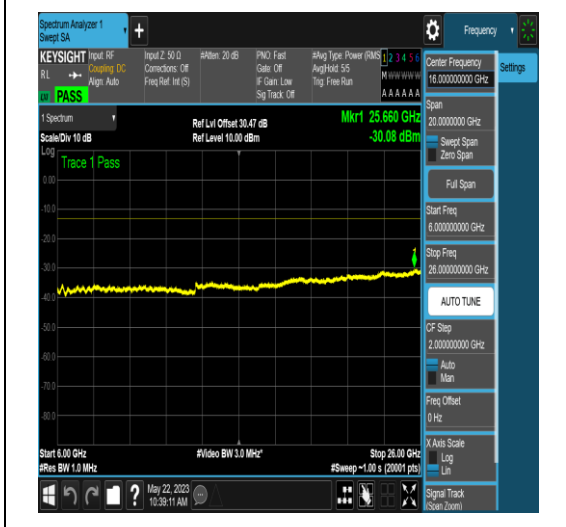 Spectrum Analyzer 1
Swept SA
+
Frequency
KEYSIGHT
Input: RF
Coupling: DC
Align: Auto
Input Z: 50 Ω
Corrections: Off
Freq Ref: Int (S)
#Atten: 20 dB
PNO: Fast
Gate: Off
IF Gain: Low
Sig Track: Off
#Avg Type: Power (RMS)
Avg|Hold: 5/5
Trig: Free Run
1 2 3 4 5 6
M W W W W W
A A A A A A
R L
PASS
Center Frequency
16.000000000 GHz
Settings
Span
20.0000000 GHz
Swept Span
Zero Span
Full Span
Start Freq
6.000000000 GHz
Stop Freq
26.000000000 GHz
AUTO TUNE
CF Step
2.000000000 GHz
Auto
Man
Freq Offset
0 Hz
X Axis Scale
Log
Lin
Signal Track
(Span Zoom)
1 Spectrum
Scale/Div 10 dB
Ref Lvl Offset 30.47 dB
Ref Level 10.00 dBm
Mkr1 25.660 GHz
-30.08 dBm
Log
Trace 1 Pass
1
0.00
-10.0
-20.0
-30.0
-40.0
-50.0
-60.0
-70.0
-80.0
Start 6.00 GHz
#Res BW 1.0 MHz
#Video BW 3.0 MHz*
Stop 26.00 GHz
#Sweep ~1.00 s (20001 pts)
?
May 22, 2023
10:39:11 AM